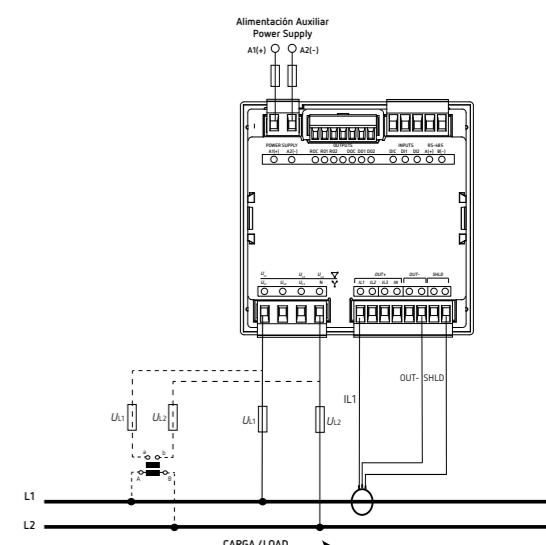 Alimentación Auxiliar
Power Supply
A1(+) A2(-)
POWER SUPPLY OUTPUTS INPUTS RS-485
A1(+) A2(-) ROC RO1 RO2 DOC DO1 DO2 DIC DI1 DI2 A(+) B(-)
OUT+ OUT- SHLD
N IL1 IL2 IL3 IN
OUT- SHLD
IL1
UL1 UL2 UL1 UL2
a b
A B
L1
L2
CARGA / LOAD